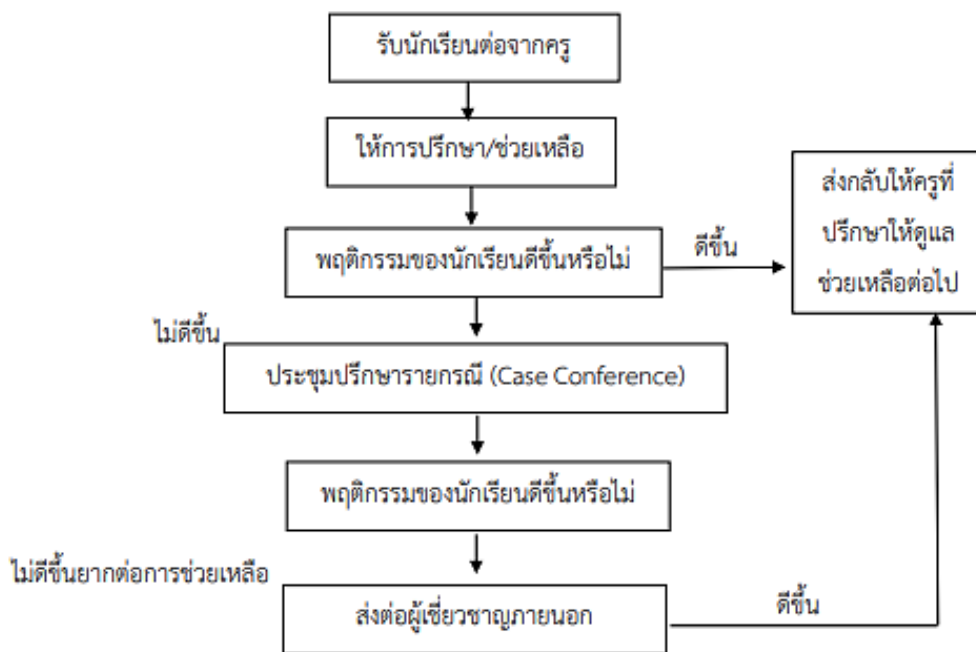 รับนักเรียนต่อจากครู
ให้การปรึกษา/ช่วยเหลือ
พฤติกรรมของนักเรียนดีขึ้นหรือไม่
ดีขึ้น
ส่งกลับให้ครูที่
ปรึกษาให้ดูแล
ช่วยเหลือต่อไป
ไม่ดีขึ้น
ประชุมปรึกษารายกรณี (Case Conference)
พฤติกรรมของนักเรียนดีขึ้นหรือไม่
ไม่ดีขึ้นยากต่อการช่วยเหลือ
ส่งต่อผู้เชี่ยวชาญภายนอก
ดีขึ้น